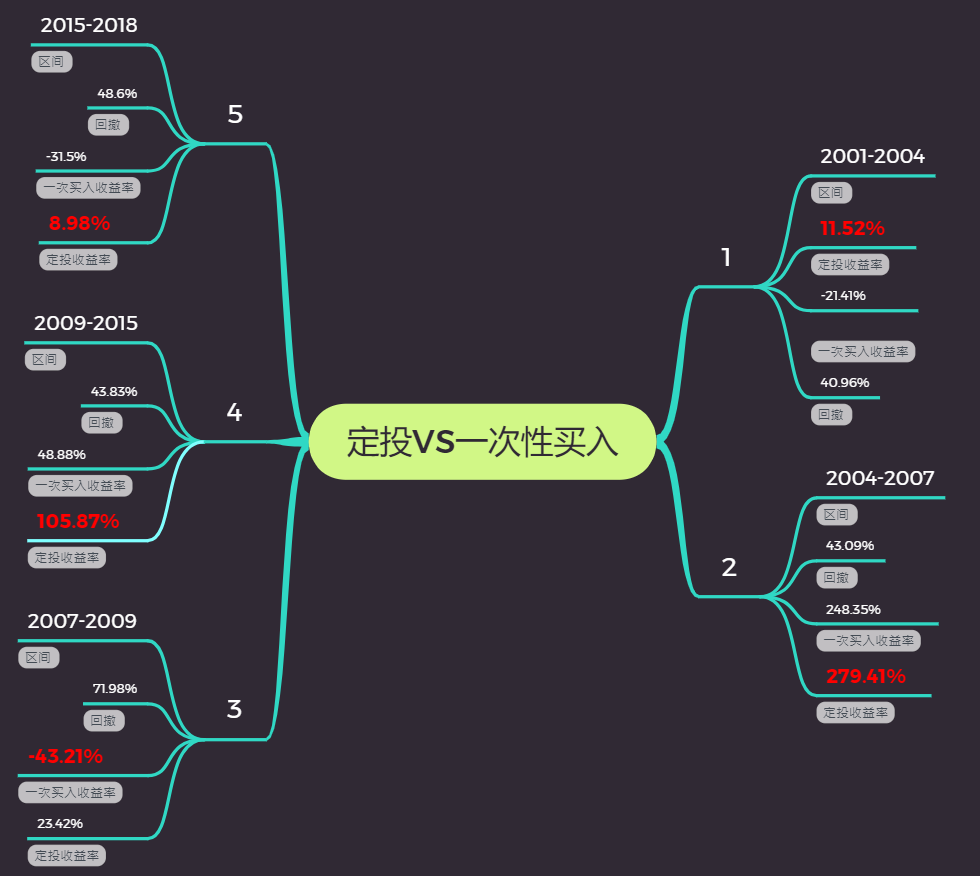 定投VS一次性买入
1
2001-2004
区间
11.52%
定投收益率
-21.41%
一次买入收益率
40.96%
回撤
2
2004-2007
区间
43.09%
回撤
248.35%
一次买入收益率
279.41%
定投收益率
3
2007-2009
区间
71.98%
回撤
-43.21%
一次买入收益率
23.42%
定投收益率
4
2009-2015
区间
43.83%
回撤
48.88%
一次买入收益率
105.87%
定投收益率
5
2015-2018
区间
48.6%
回撤
-31.5%
一次买入收益率
8.98%
定投收益率